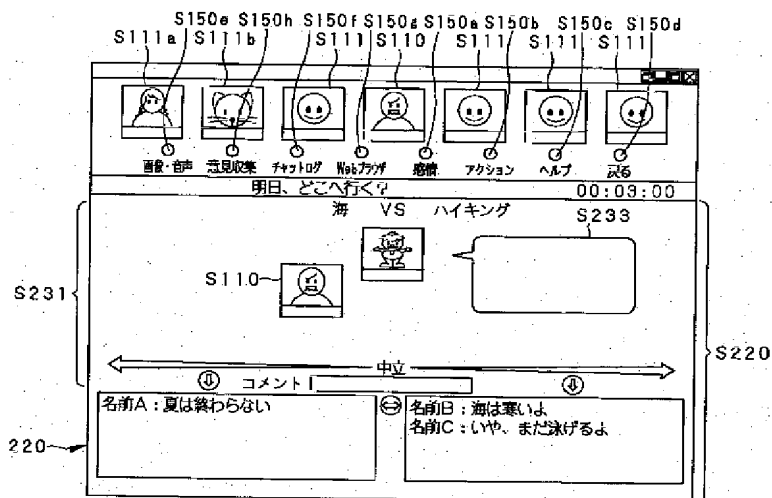 S150e S150h S150f S150g S150a S150b S150c S150d
S111a S111b S111 S110 S111 S111 S111
画像・音声 意見収集 チャットログ Webブラウザ 感情 アクション ヘルプ 戻る
明日、どこへ行く? 00:03:00
海 VS ハイキング
S233
S110
S231
S220
中立
コメント
名前A:夏は終わらない
名前B:海は寒いよ
名前C:いや、まだ泳げるよ
220